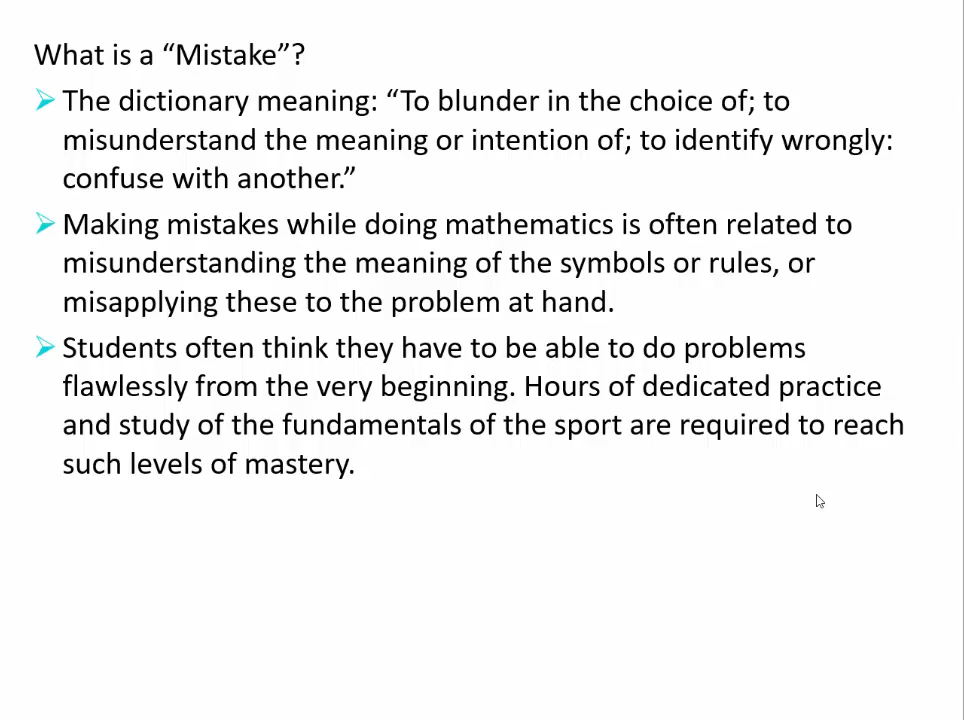 What is a “Mistake”?
The dictionary meaning: “To blunder in the choice of; to
misunderstand the meaning or intention of; to identify wrongly:
confuse with another.”
Making mistakes while doing mathematics is often related to
misunderstanding the meaning of the symbols or rules, or
misapplying these to the problem at hand.
Students often think they have to be able to do problems
flawlessly from the very beginning. Hours of dedicated practice
and study of the fundamentals of the sport are required to reach
such levels of mastery.